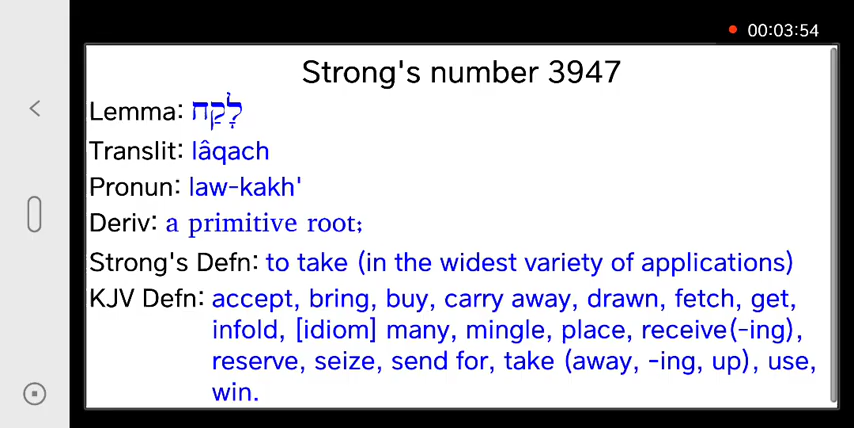 00:03:54
Strong's number 3947
Lemma: לָקַח
Translit: lâqach
Pronun: law-kakh'
Deriv: a primitive root;
Strong's Defn: to take (in the widest variety of applications)
KJV Defn: accept, bring, buy, carry away, drawn, fetch, get,
infold, [idiom] many, mingle, place, receive(-ing),
reserve, seize, send for, take (away, -ing, up), use,
win.